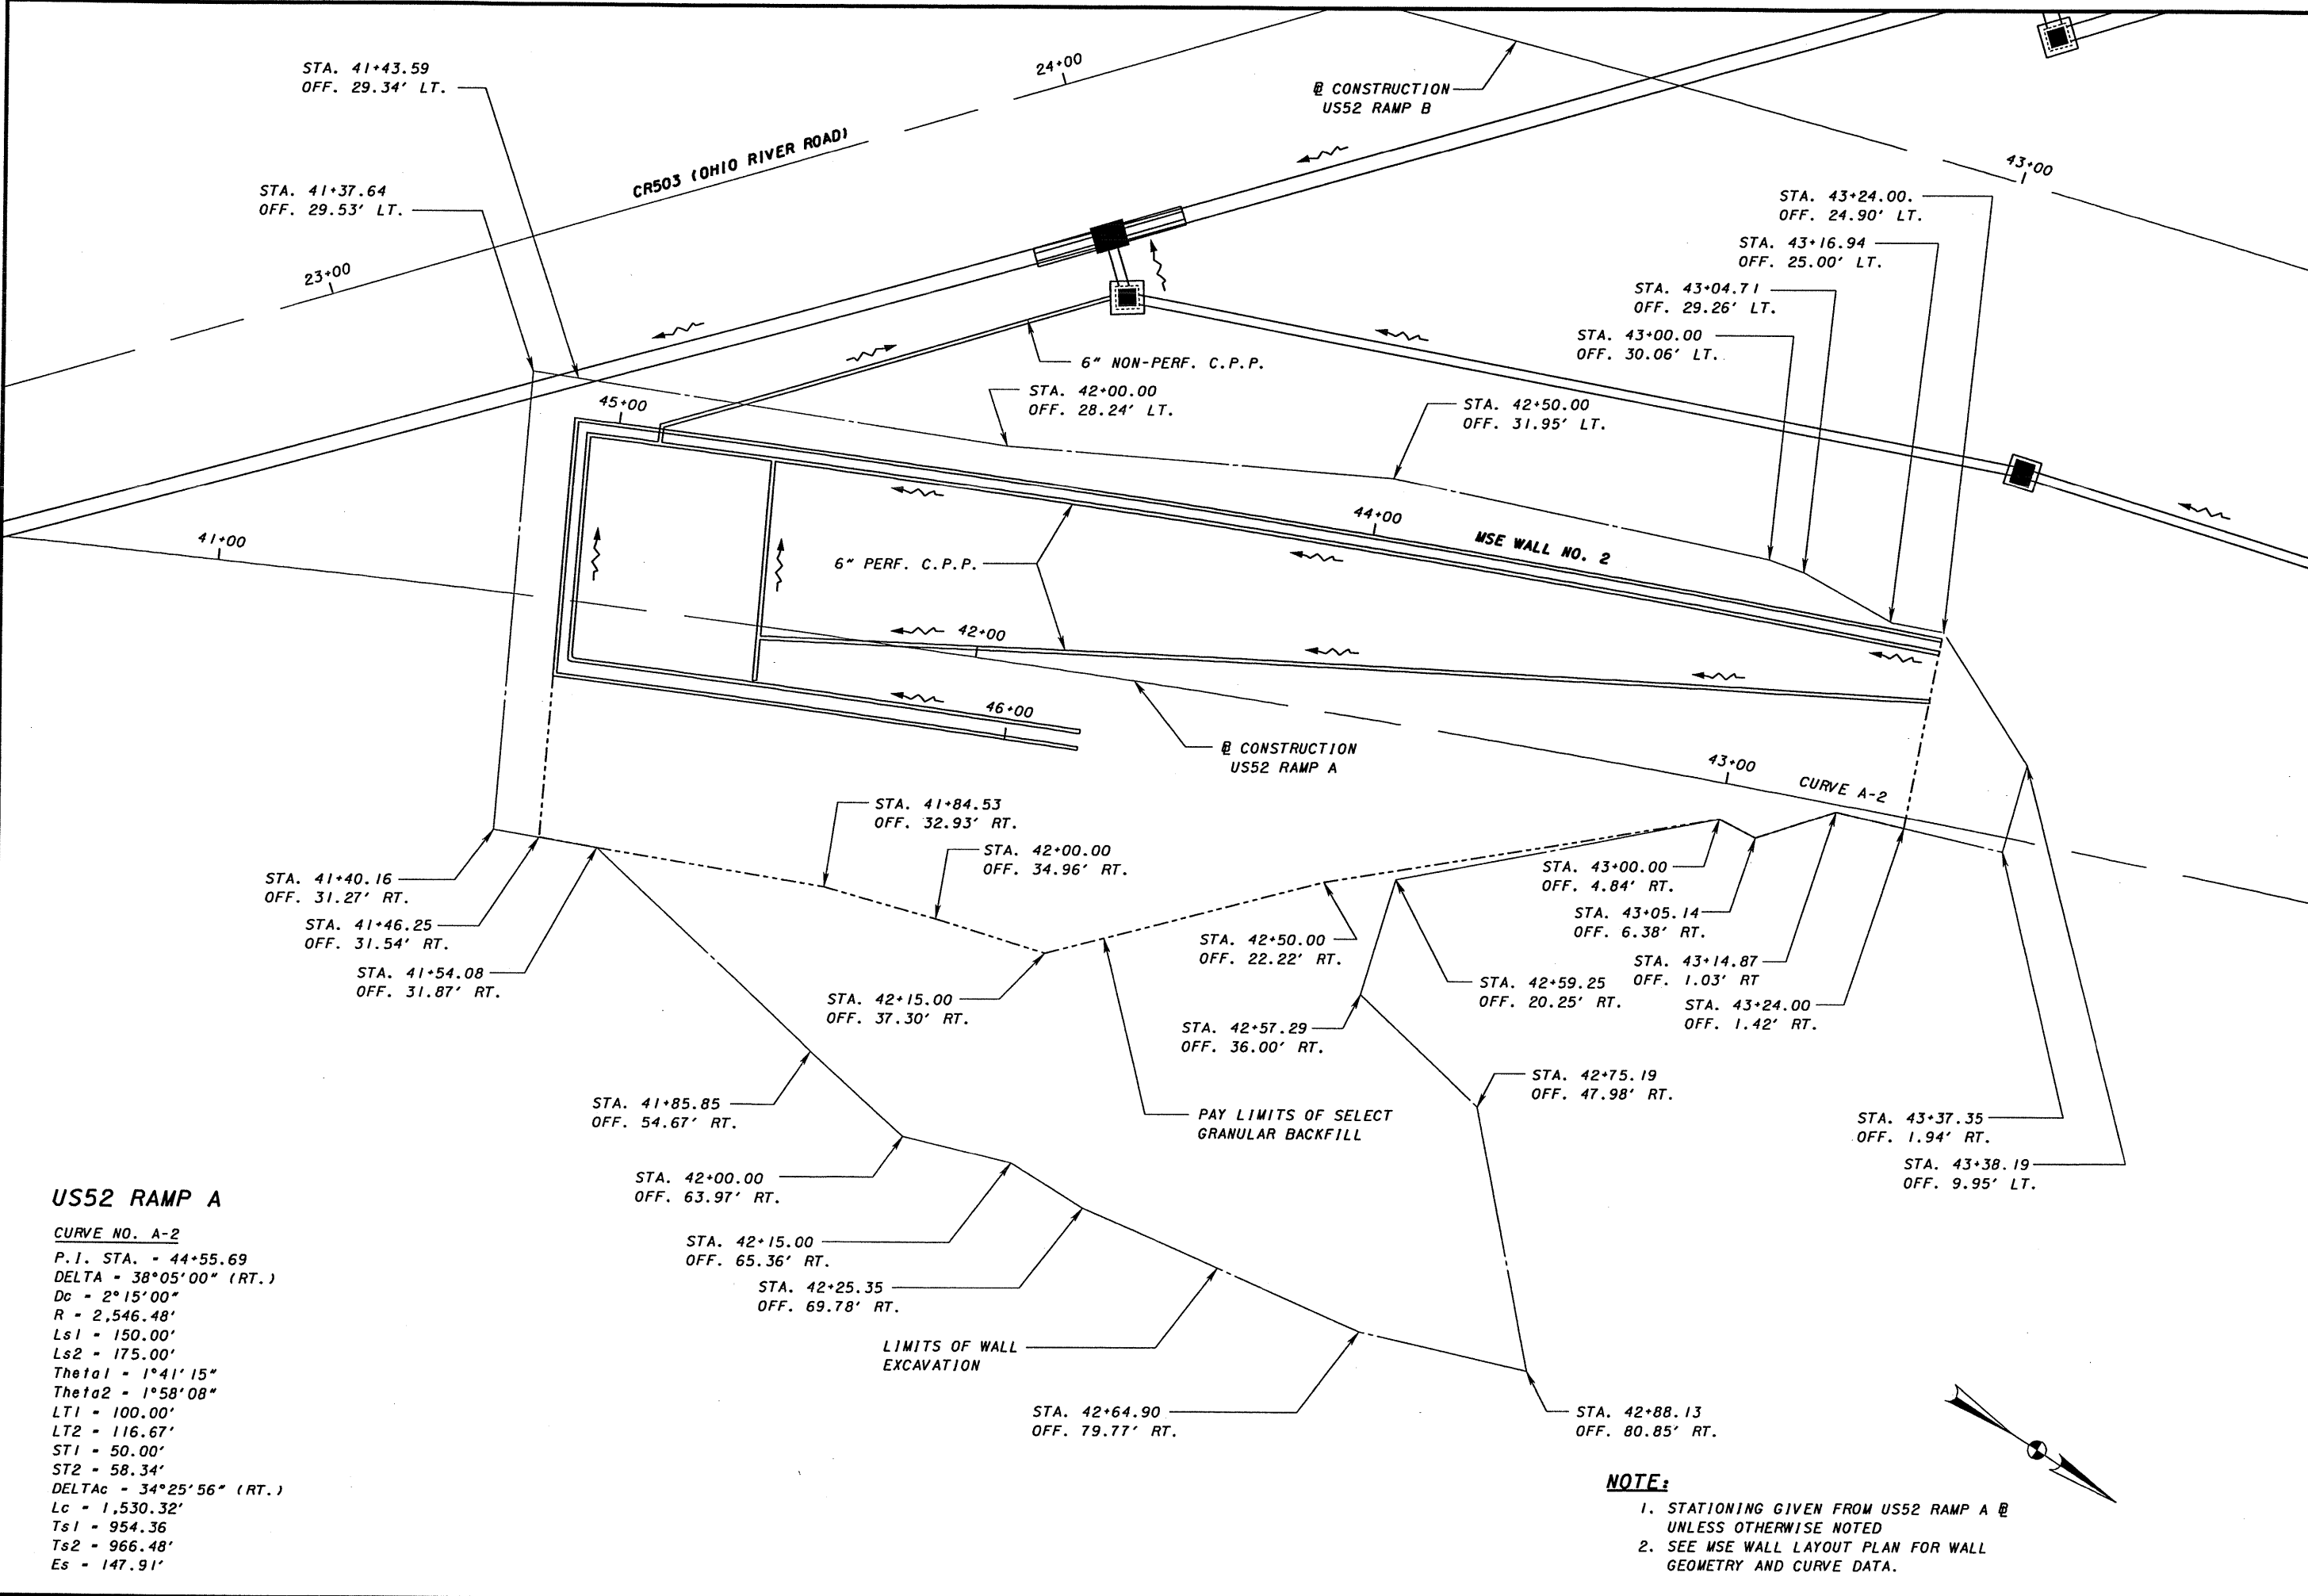 STA. 41+43.59
OFF. 29.34' LT.
24+00
℄ CONSTRUCTION
US52 RAMP B
CR503 (OHIO RIVER ROAD)
43+00
STA. 41+37.64
OFF. 29.53' LT.
STA. 43+24.00.
OFF. 24.90' LT.
STA. 43+16.94
OFF. 25.00' LT.
23+00
STA. 43+04.71
OFF. 29.26' LT.
STA. 43+00.00
OFF. 30.06' LT.
6" NON-PERF. C.P.P.
STA. 42+00.00
OFF. 28.24' LT.
STA. 42+50.00
OFF. 31.95' LT.
45+00
44+00
MSE WALL NO. 2
41+00
6" PERF. C.P.P.
42+00
46+00
℄ CONSTRUCTION
US52 RAMP A
43+00
CURVE A-2
STA. 41+84.53
OFF. 32.93' RT.
STA. 42+00.00
OFF. 34.96' RT.
STA. 41+40.16
OFF. 31.27' RT.
STA. 41+46.25
OFF. 31.54' RT.
STA. 41+54.08
OFF. 31.87' RT.
STA. 43+00.00
OFF. 4.84' RT.
STA. 43+05.14
OFF. 6.38' RT.
STA. 42+50.00
OFF. 22.22' RT.
STA. 43+14.87
OFF. 1.03' RT
STA. 42+59.25
OFF. 20.25' RT.
STA. 43+24.00
OFF. 1.42' RT.
STA. 42+15.00
OFF. 37.30' RT.
STA. 42+57.29
OFF. 36.00' RT.
STA. 42+75.19
OFF. 47.98' RT.
STA. 41+85.85
OFF. 54.67' RT.
PAY LIMITS OF SELECT
GRANULAR BACKFILL
STA. 43+37.35
OFF. 1.94' RT.
STA. 43+38.19
OFF. 9.95' LT.
STA. 42+00.00
OFF. 63.97' RT.
STA. 42+15.00
OFF. 65.36' RT.
STA. 42+25.35
OFF. 69.78' RT.
LIMITS OF WALL
EXCAVATION
STA. 42+64.90
OFF. 79.77' RT.
STA. 42+88.13
OFF. 80.85' RT.
US52 RAMP A
CURVE NO. A-2
P.I. STA. = 44+55.69
DELTA = 38°05'00" (RT.)
Dc = 2°15'00"
R = 2,546.48'
Ls1 = 150.00'
Ls2 = 175.00'
Theta1 = 1°41'15"
Theta2 = 1°58'08"
LT1 = 100.00'
LT2 = 116.67'
ST1 = 50.00'
ST2 = 58.34'
DELTAc = 34°25'56" (RT.)
Lc = 1,530.32'
Ts1 = 954.36
Ts2 = 966.48'
Es = 147.91'
NOTE:
1. STATIONING GIVEN FROM US52 RAMP A ℄
UNLESS OTHERWISE NOTED
2. SEE MSE WALL LAYOUT PLAN FOR WALL
GEOMETRY AND CURVE DATA.